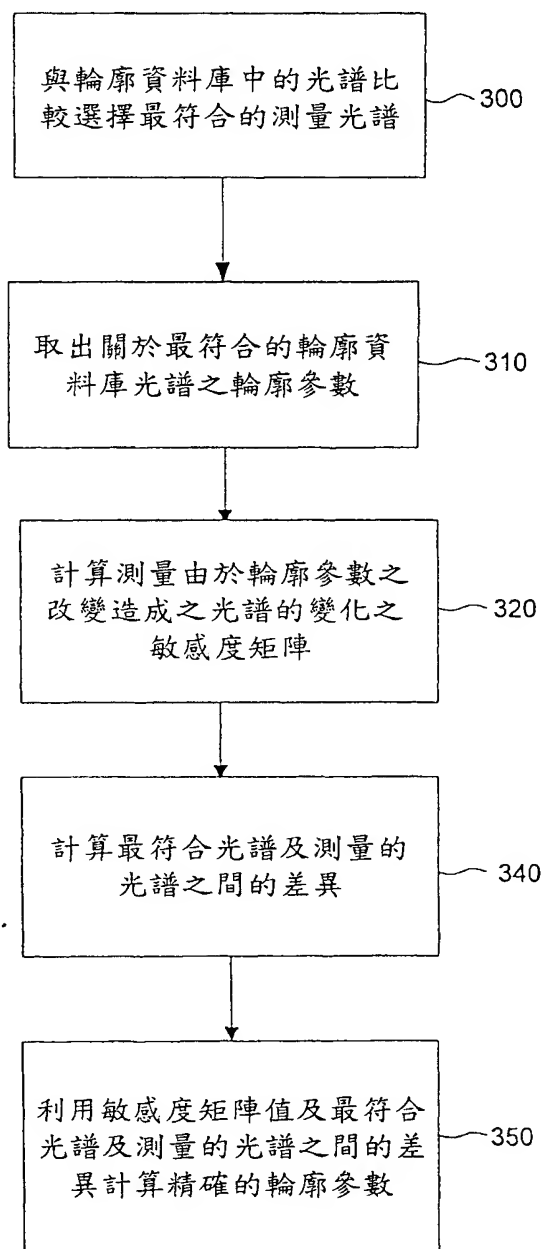 與輪廓資料庫中的光譜比
較選擇最符合的測量光譜
300
取出關於最符合的輪廓資
料庫光譜之輪廓參數
310
計算測量由於輪廓參數之
改變造成之光譜的變化之
敏感度矩陣
320
計算最符合光譜及測量的
光譜之間的差異
340
利用敏感度矩陣值及最符合
光譜及測量的光譜之間的差
異計算精確的輪廓參數
350